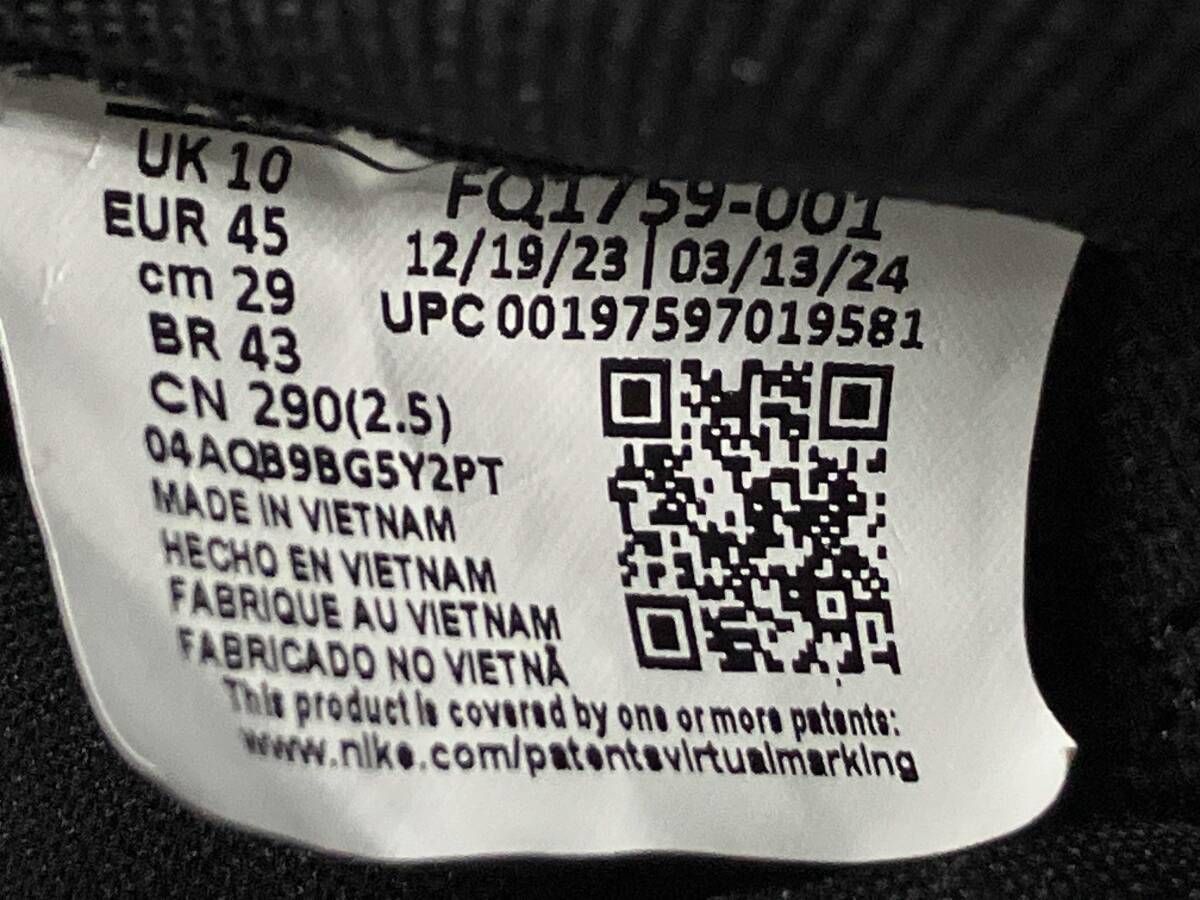 UK 10
EUR 45
cm 29
BR 43
CN 290(2.5)
04AQB9BG5Y2PT
MADE IN VIETNAM
HECHO EN VIETNAM
FABRIQUE AU VIETNAM
FABRICADO NO VIETNÃ
FQ1759-001
12/19/23 | 03/13/24
UPC 00197597019581
This product is covered by one or more patents:
www.nike.com/patentsvirtualmarking